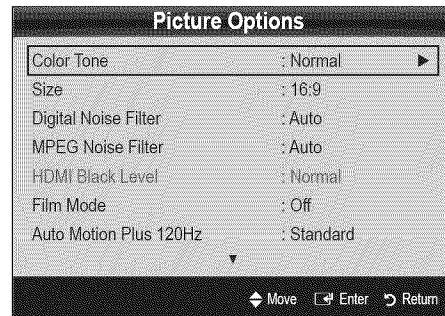 Picture Options
Color Tone : Normal ▶
Size : 16:9
Digital Noise Filter : Auto
MPEG Noise Filter : Auto
HDMI Black Level : Normal
Film Mode : Off
Auto Motion Plus 120Hz : Standard
▼
Move Enter Return